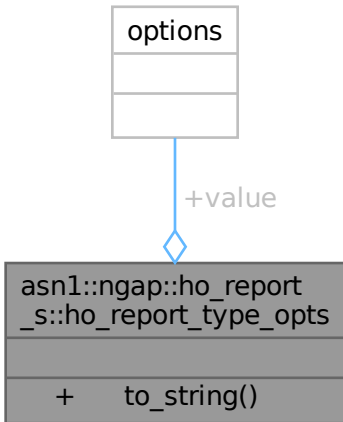 options
+value
asn1::ngap::ho_report
_s::ho_report_type_opts
+ to_string()